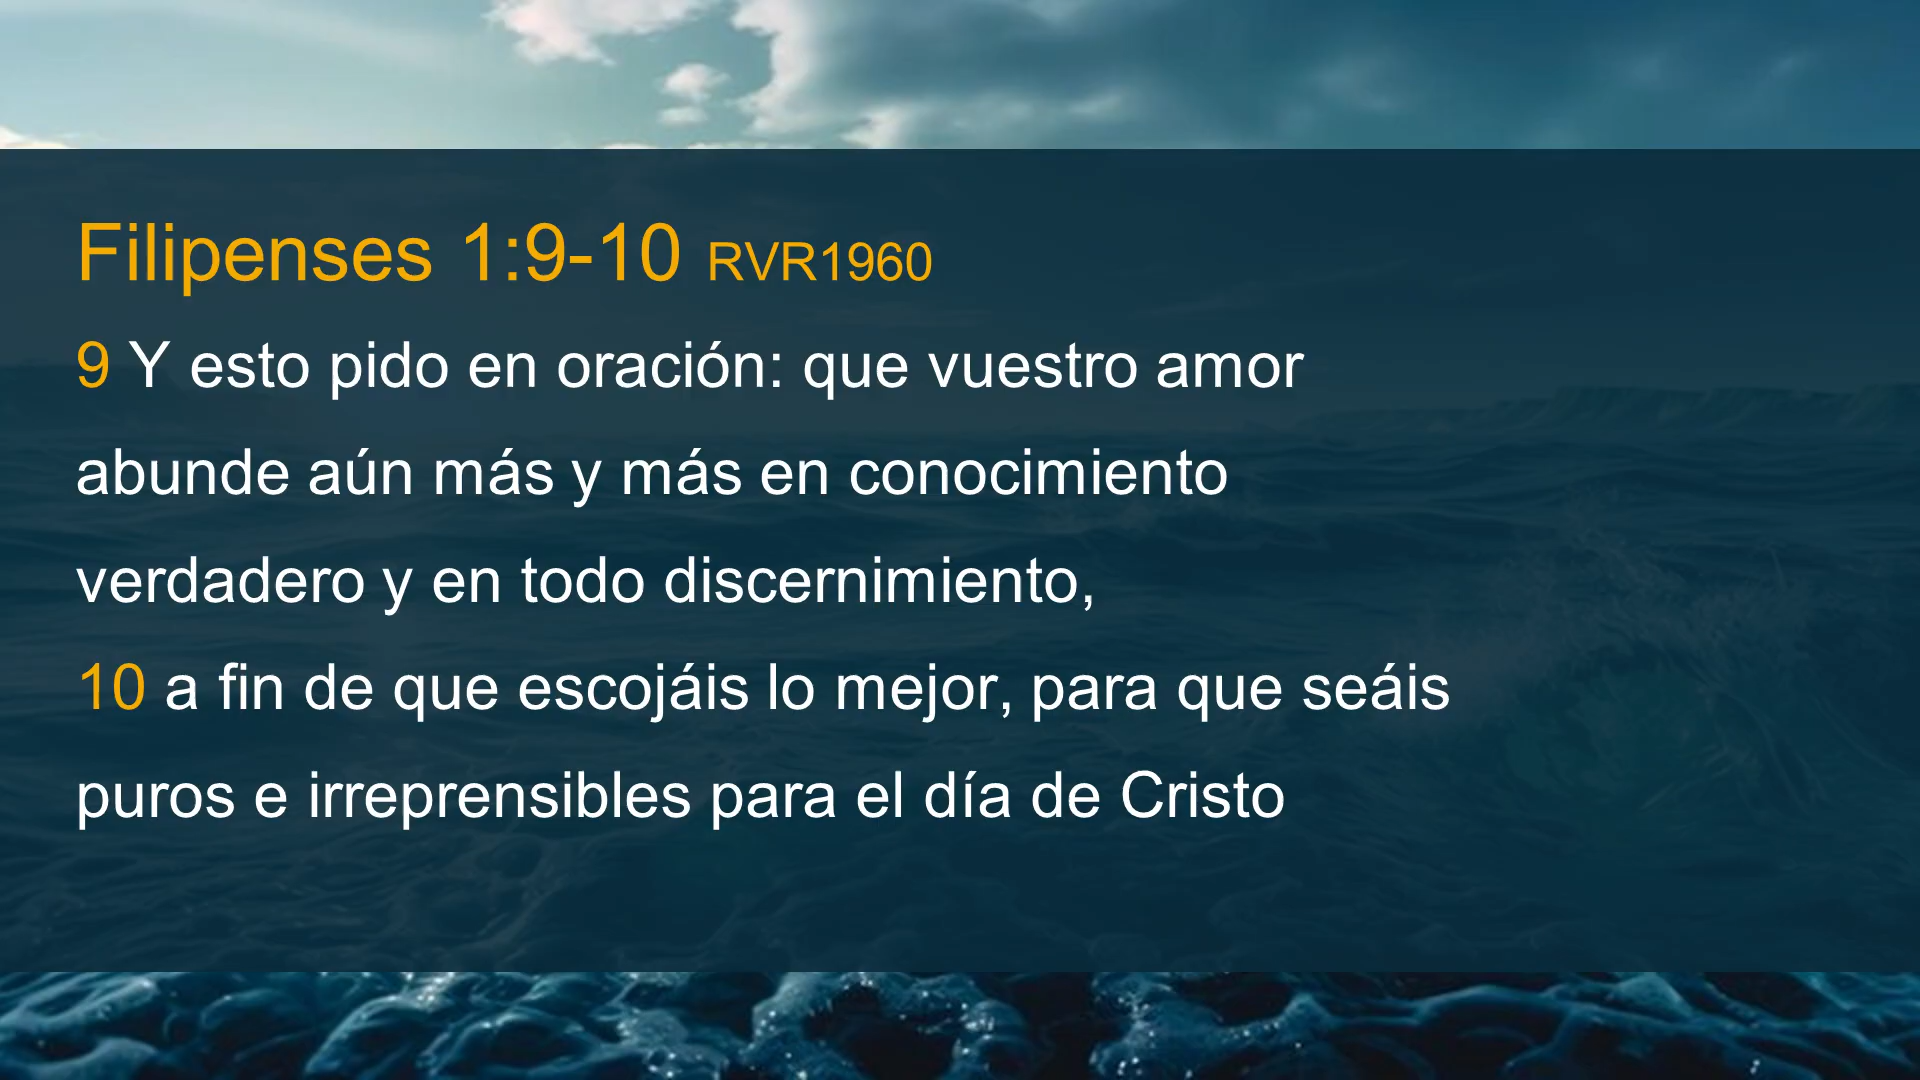 Filipenses 1:9-10 RVR1960
9 Y esto pido en oración: que vuestro amor
abunde aún más y más en conocimiento
verdadero y en todo discernimiento,
10 a fin de que escojáis lo mejor, para que seáis
puros e irreprensibles para el día de Cristo